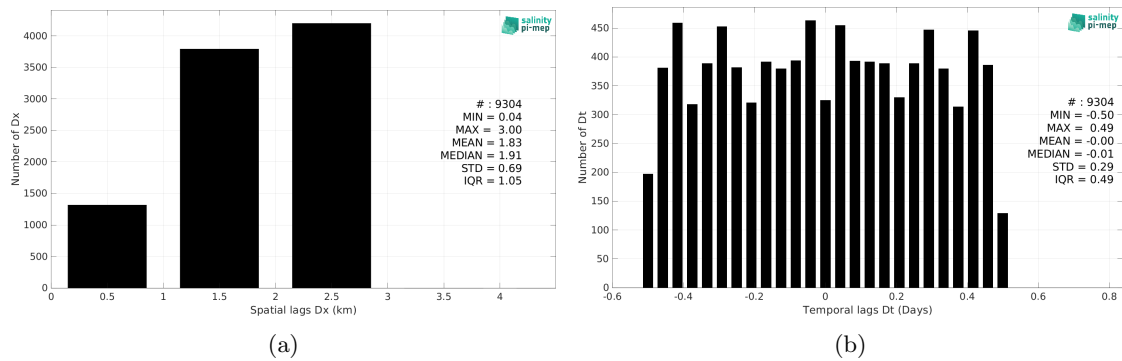 salinity
pi-mep
Number of Dx
4000
3500
3000
2500
2000
1500
1000
500
0
# : 9304
MIN = 0.04
MAX = 3.00
MEAN = 1.83
MEDIAN = 1.91
STD = 0.69
IQR = 1.05
0 0.5 1 1.5 2 2.5 3 3.5 4
Spatial lags Dx (km)
(a)
salinity
pi-mep
Number of Dt
450
400
350
300
250
200
150
100
50
0
# : 9304
MIN = -0.50
MAX = 0.49
MEAN = -0.00
MEDIAN = -0.01
STD = 0.29
IQR = 0.49
-0.6 -0.4 -0.2 0 0.2 0.4 0.6 0.8
Temporal lags Dt (Days)
(b)